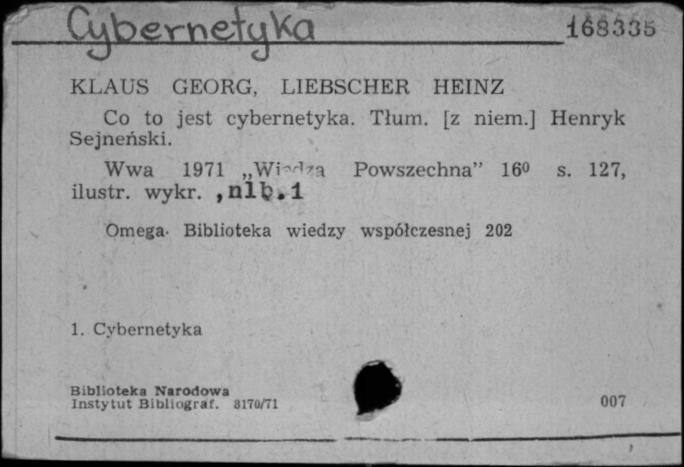 Cybernetyka 168335
KLAUS GEORG, LIEBSCHER HEINZ
Co to jest cybernetyka. Tłum. [z niem.] Henryk
Sejneński.
Wwa 1971 „Wiedza Powszechna" 16⁰ s. 127,
ilustr. wykr. , nlb. 1
Omega. Biblioteka wiedzy współczesnej 202
1. Cybernetyka
Biblioteka Narodowa
Instytut Bibliograf. 8170/71 007